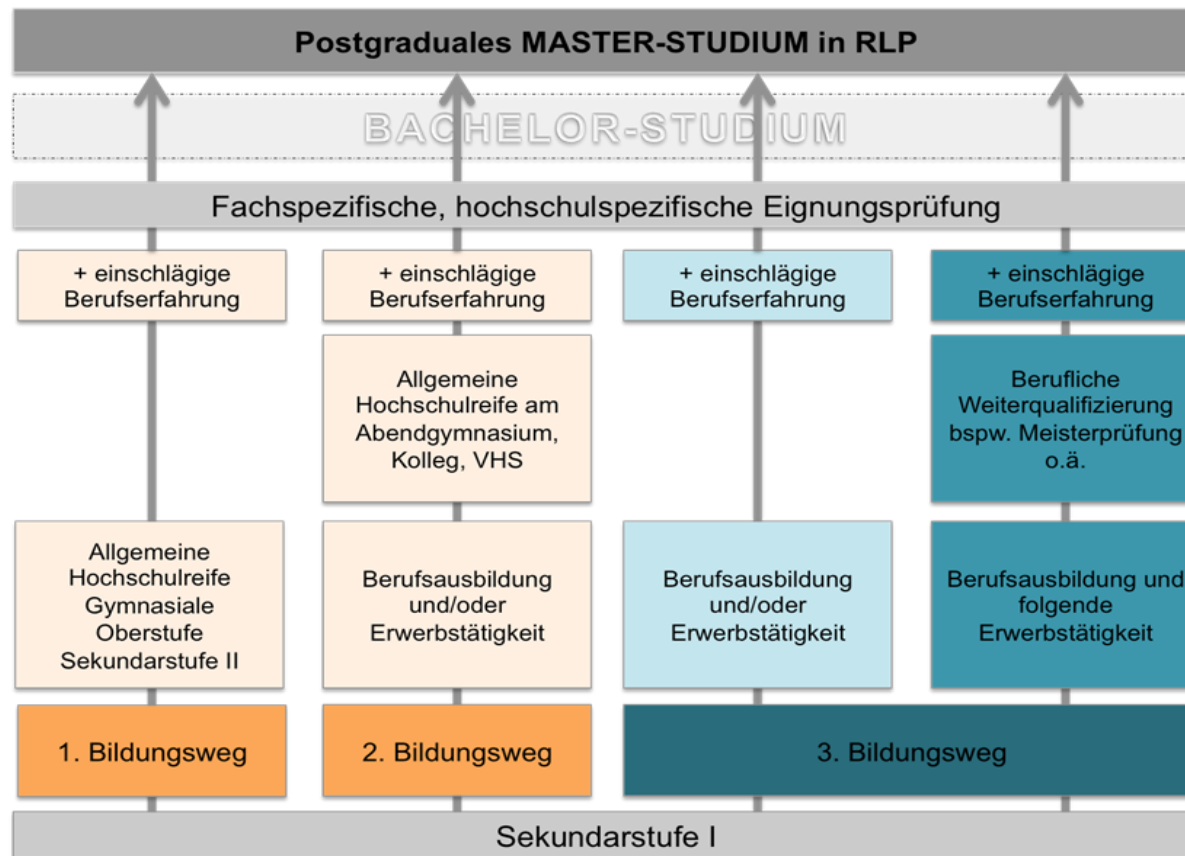 Postgraduales MASTER-STUDIUM in RLP
BACHELOR-STUDIUM
Fachspezifische, hochschulspezifische Eignungsprüfung
+ einschlägige
Berufserfahrung
+ einschlägige
Berufserfahrung
+ einschlägige
Berufserfahrung
+ einschlägige
Berufserfahrung
Allgemeine
Hochschulreife am
Abendgymnasium,
Kolleg, VHS
Berufliche
Weiterqualifizierung
bspw. Meisterprüfung
o.ä.
Allgemeine
Hochschulreife
Gymnasiale
Oberstufe
Sekundarstufe II
Berufsausbildung
und/oder
Erwerbstätigkeit
Berufsausbildung
und/oder
Erwerbstätigkeit
Berufsausbildung und
folgende
Erwerbstätigkeit
1. Bildungsweg
2. Bildungsweg
3. Bildungsweg
Sekundarstufe I